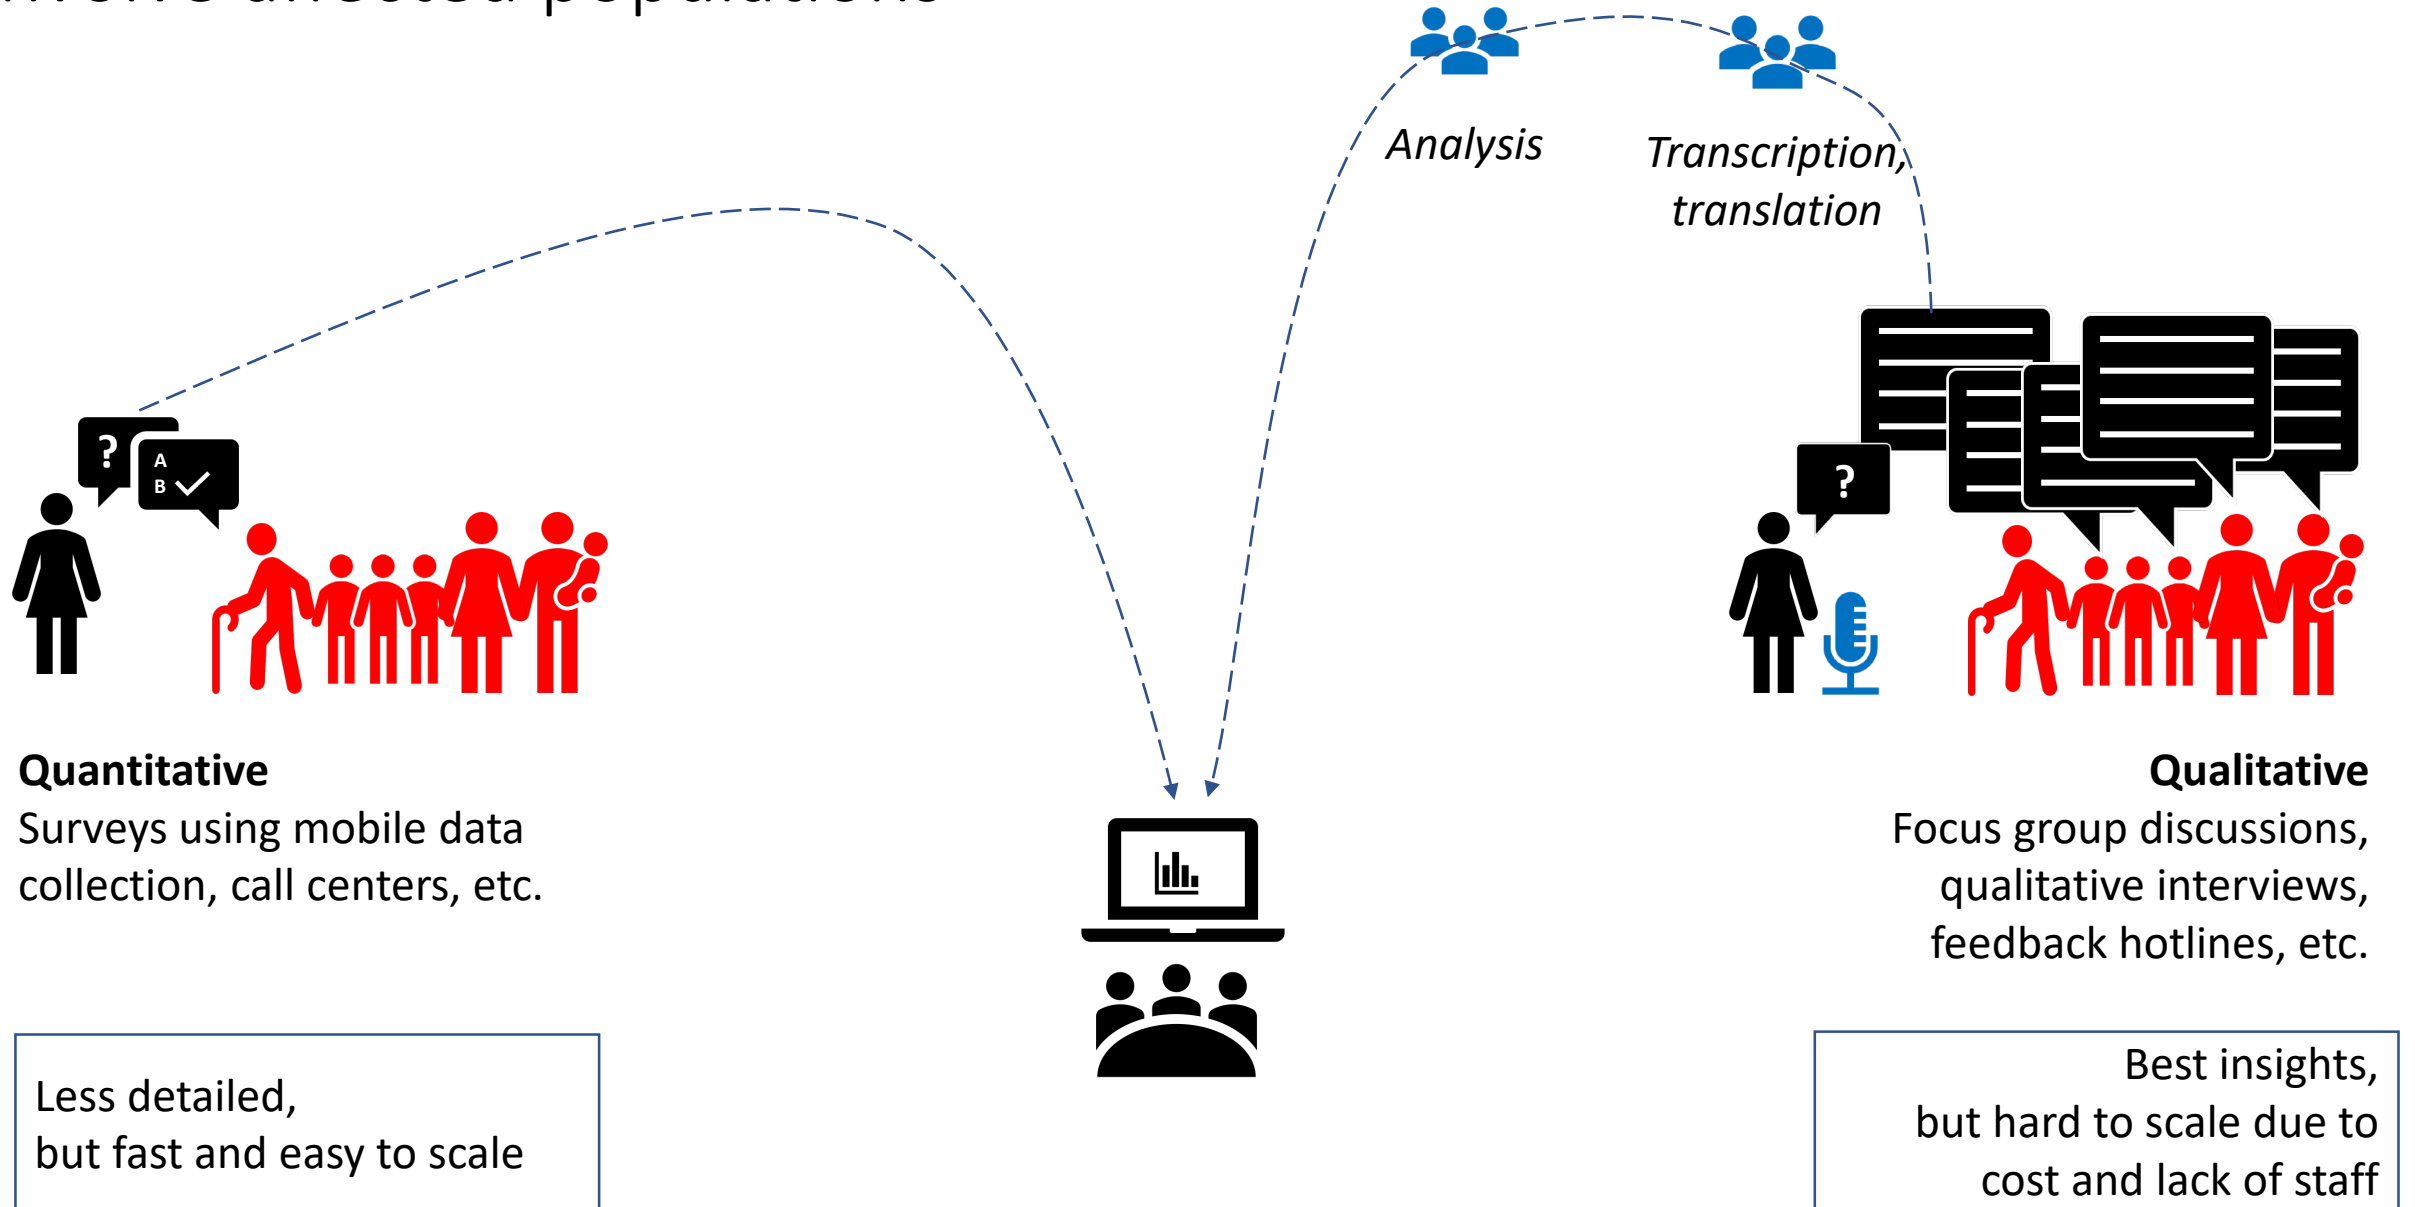 affected populations
Analysis
Transcription,
translation
?
A
B
?
Quantitative
Surveys using mobile data
collection, call centers, etc.
Qualitative
Focus group discussions,
qualitative interviews,
feedback hotlines, etc.
Less detailed,
but fast and easy to scale
Best insights,
but hard to scale due to
cost and lack of staff